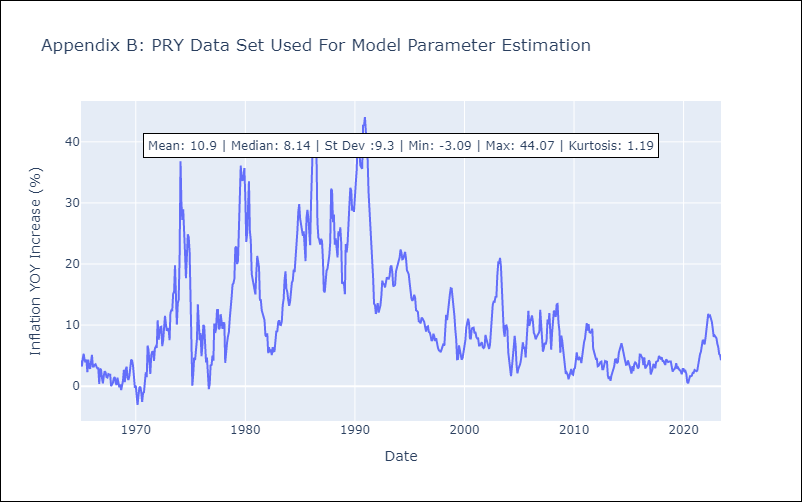 Appendix B: PRY Data Set Used For Model Parameter Estimation
Mean: 10.9 | Median: 8.14 | St Dev :9.3 | Min: -3.09 | Max: 44.07 | Kurtosis: 1.19
Inflation YOY Increase (%)
40
30
20
10
0
1970 1980 1990 2000 2010 2020
Date